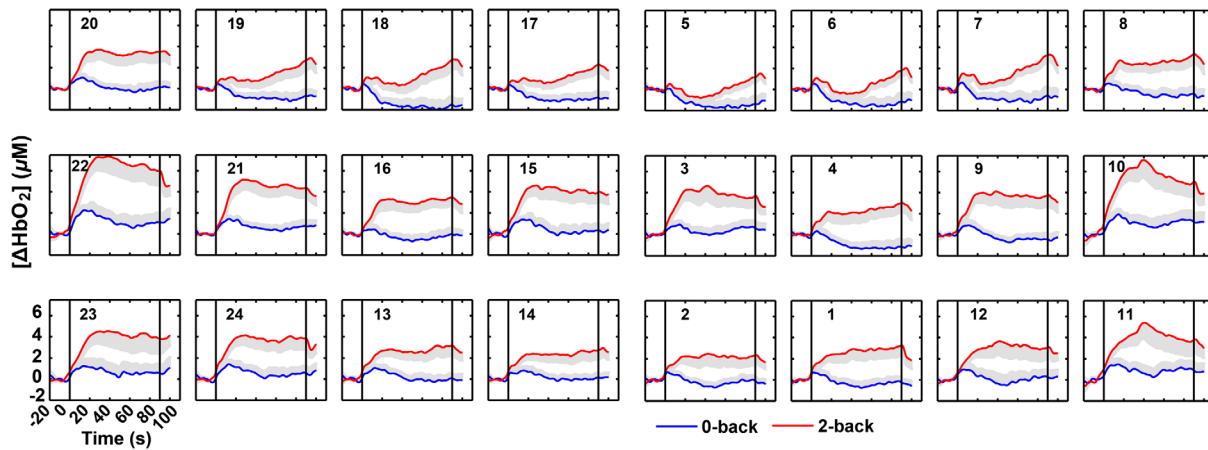 20 19 18 17 5 6 7 8
22 21 16 15 3 4 9 10
[ΔHbO2] (μM)
23 24 13 14 2 1 12 11
6
4
2
0
-2
-20 0 20 40 60 80 100
Time (s)
0-back 2-back